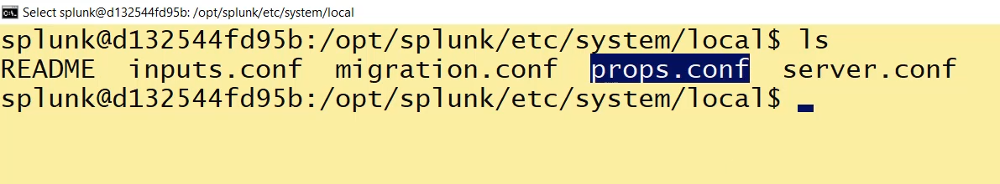 Select splunk@d132544fd95b: /opt/splunk/etc/system/local
splunk@d132544fd95b:/opt/splunk/etc/system/local$ ls
README  inputs.conf  migration.conf  props.conf  server.conf
splunk@d132544fd95b:/opt/splunk/etc/system/local$